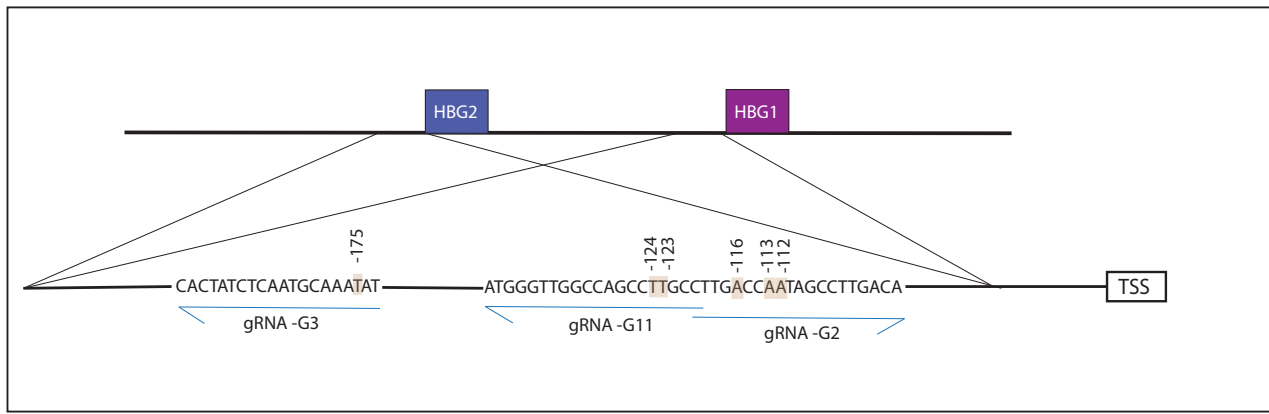 HBG2 HBG1
-175 -124 -123 -116 -113 -112
CACTATCTCAATGCAAATAT ATGGGTTGGCCAGCCTTGCCTTGACCAATAGCCTTGACA TSS
gRNA -G3 gRNA -G11 gRNA -G2